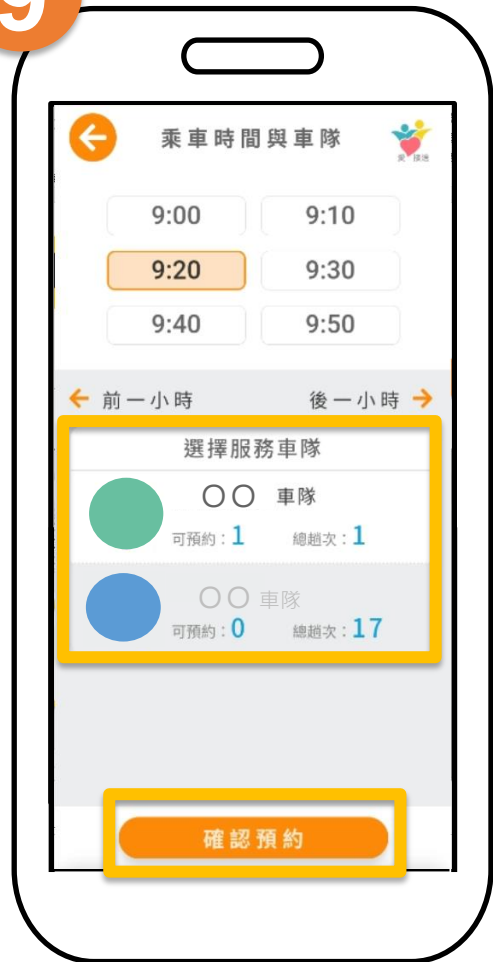 9
乘車時間與車隊
愛 接送
9:00 9:10
9:20 9:30
9:40 9:50
← 前一小時 後一小時 →
選擇服務車隊
〇〇 車隊
可預約：1 總趟次：1
〇〇 車隊
可預約：0 總趟次：17
確認預約